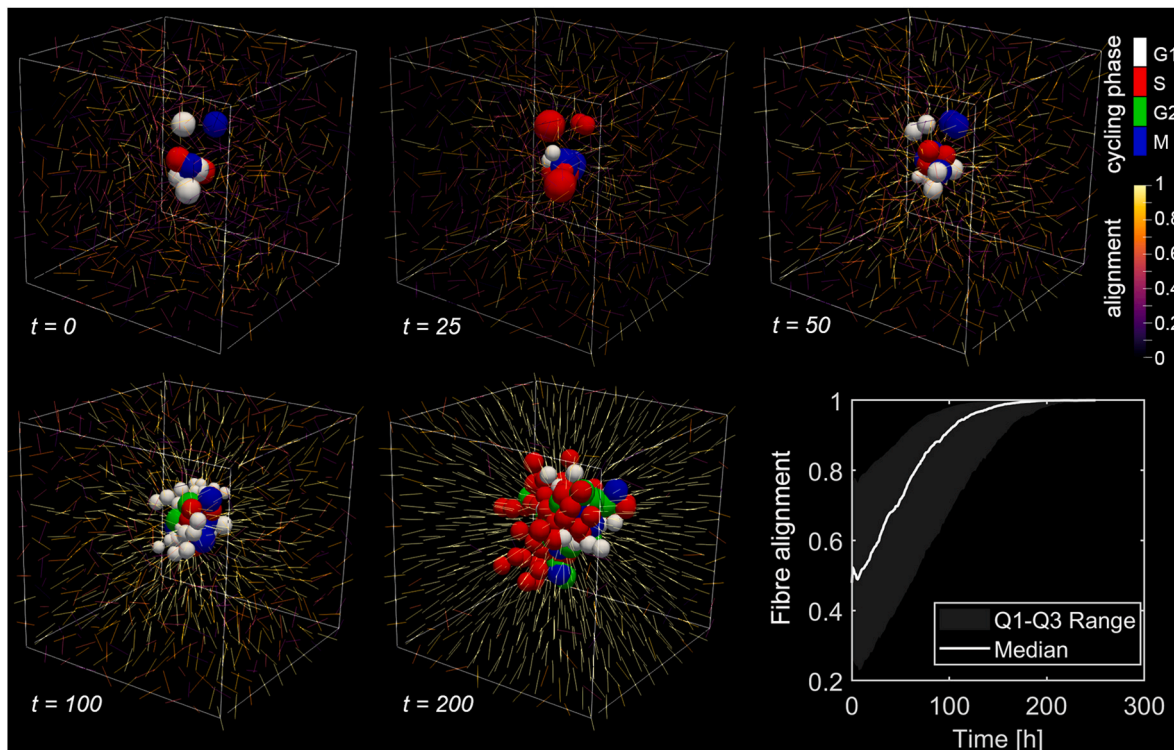 t = 0
t = 25
t = 50
cycling phase
G1
S
G2
M
alignment
1
0.8
0.6
0.4
0.2
0
t = 100
t = 200
Fibre alignment
1
0.8
0.6
0.4
0.2
Q1-Q3 Range
Median
0
100
200
300
Time [h]